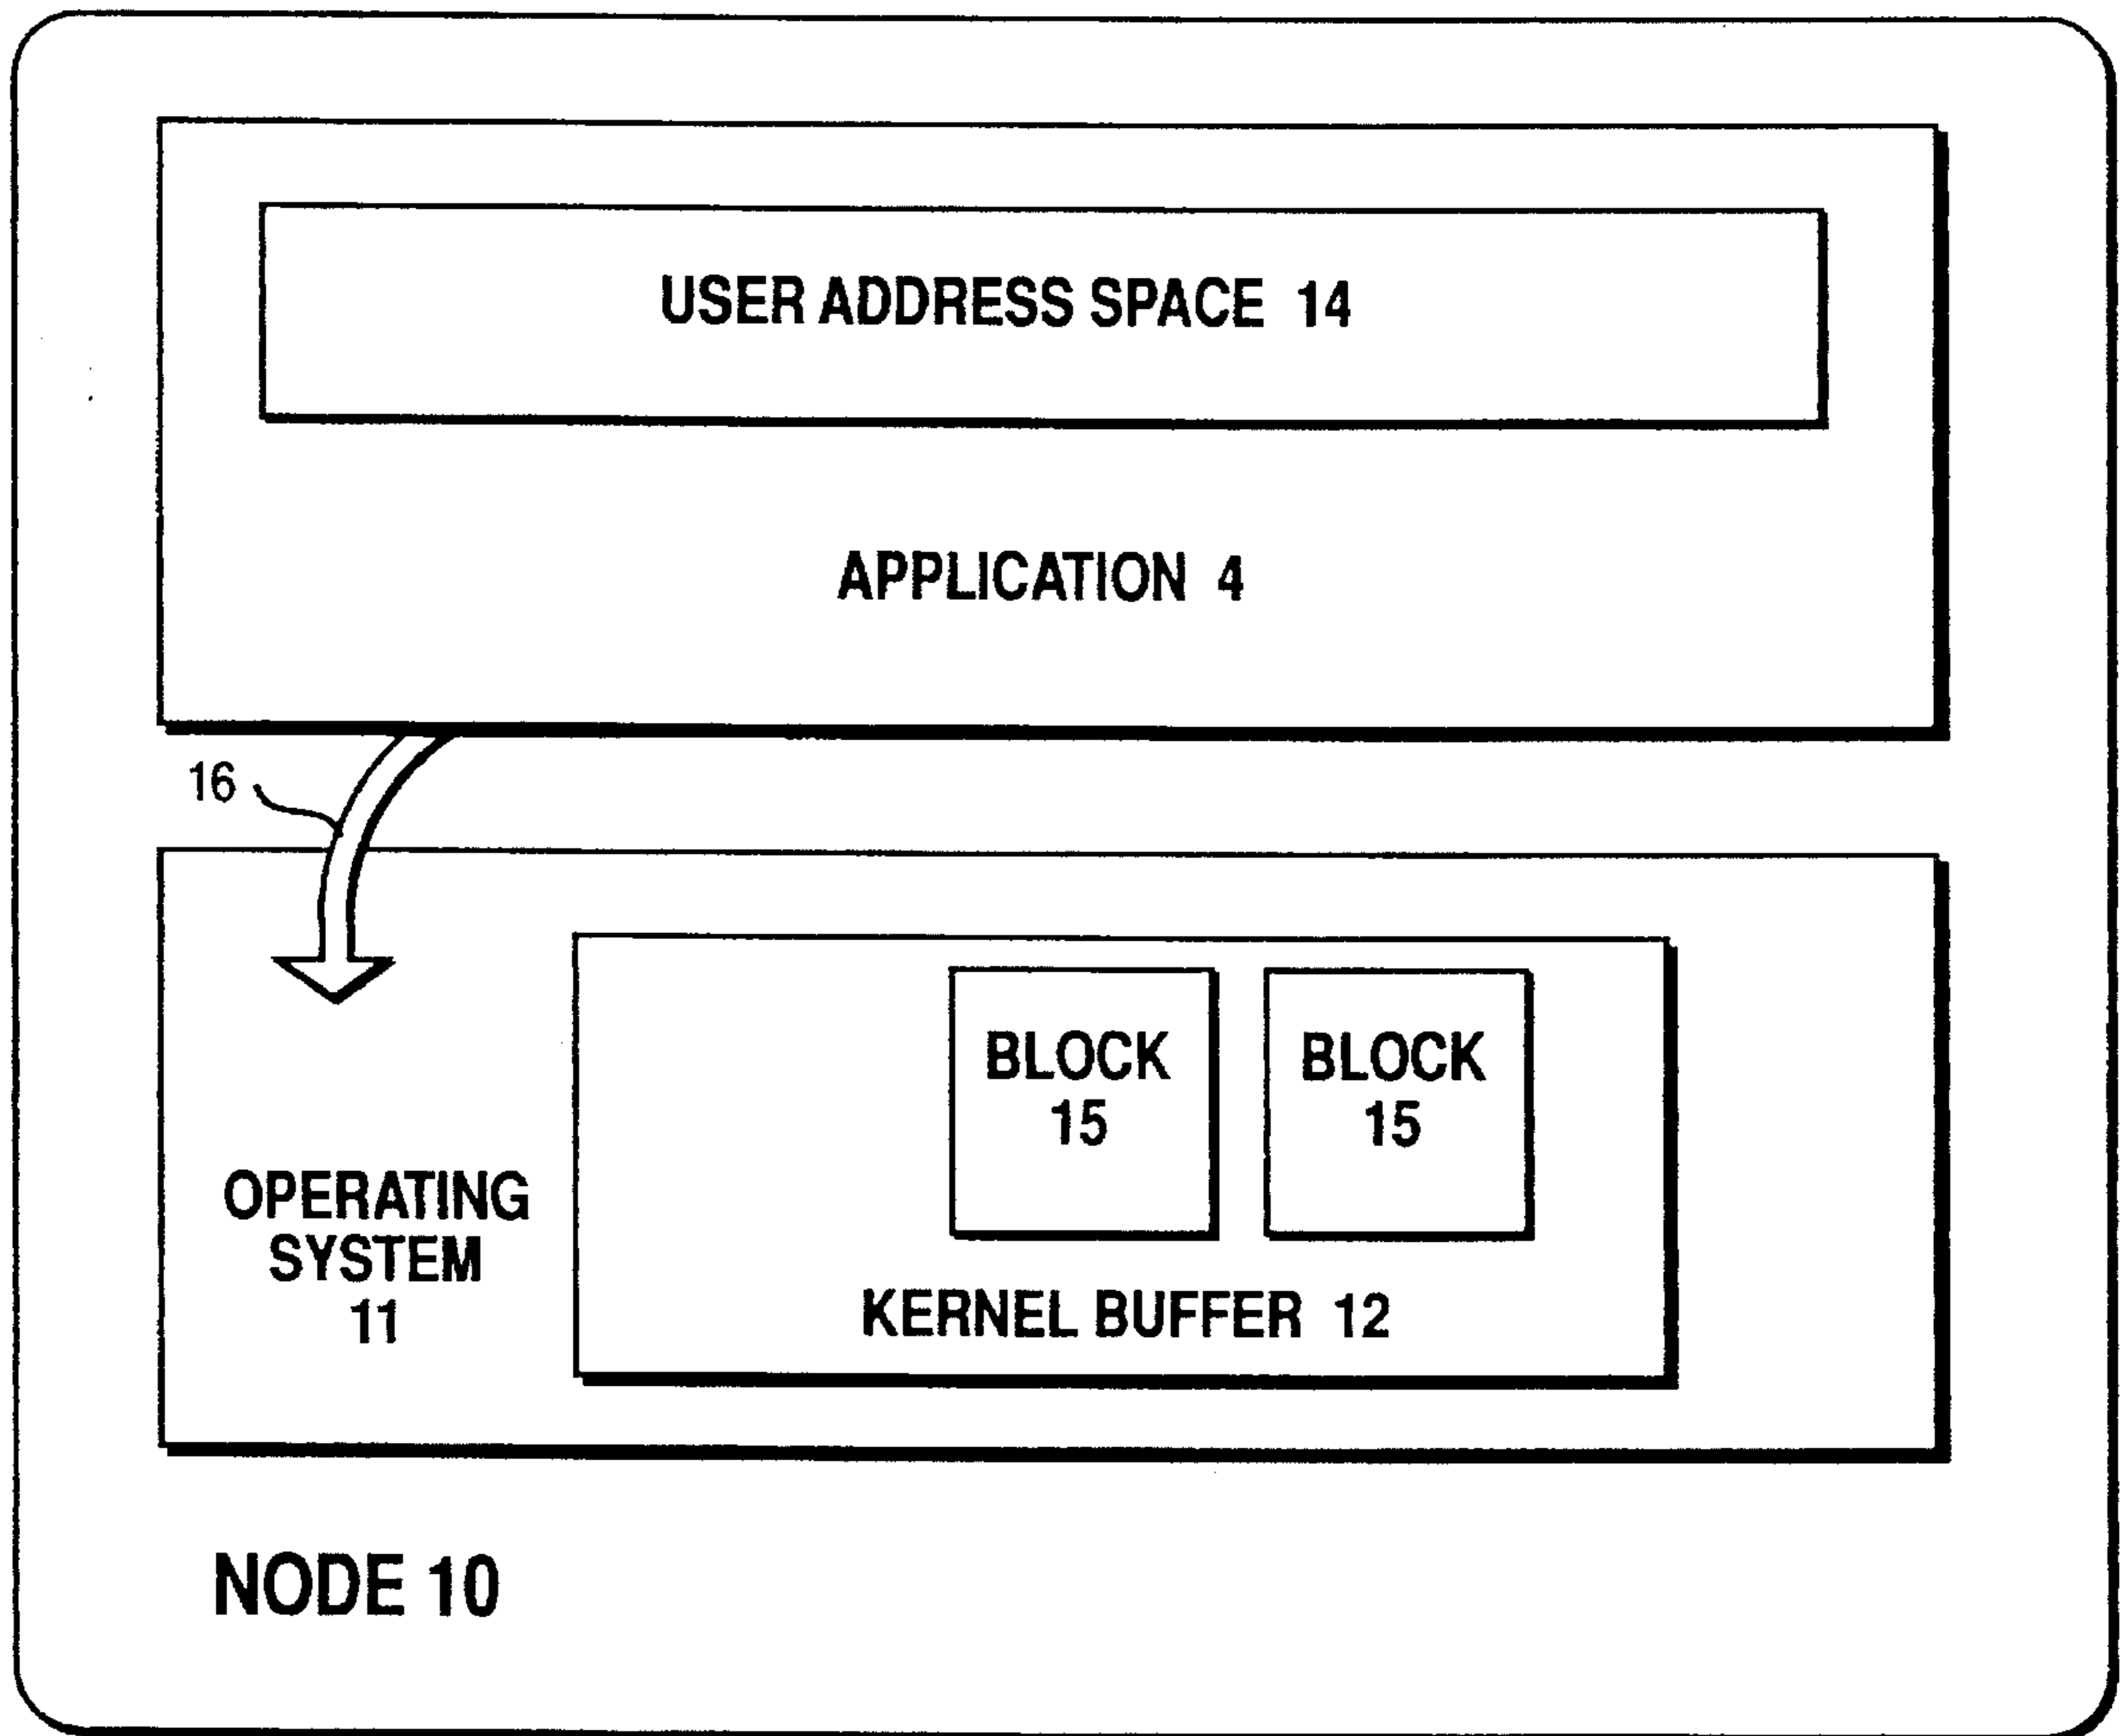 USER ADDRESS SPACE 14
APPLICATION 4
16
BLOCK
15
BLOCK
15
OPERATING
SYSTEM
11
KERNEL BUFFER 12
NODE 10